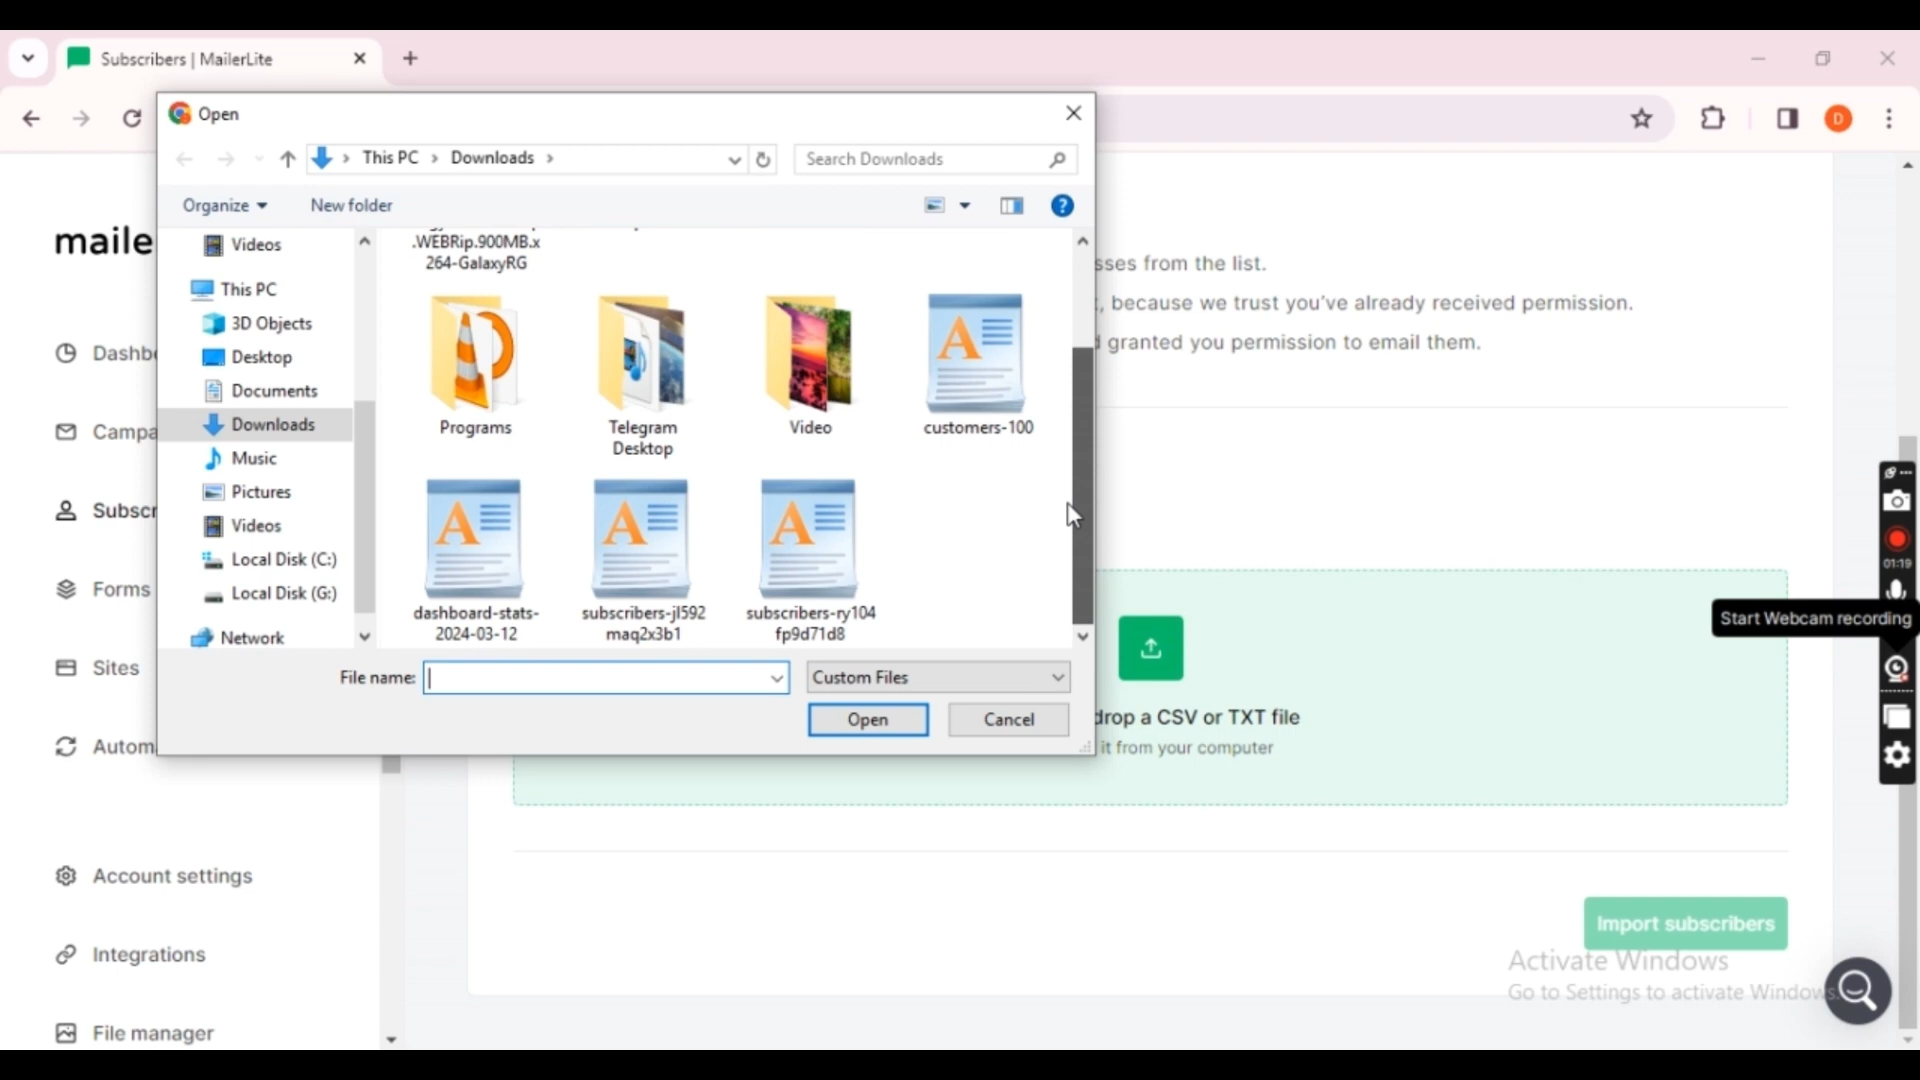 Subscribers | MailerLite
Open
This PC
Downloads
Search Downloads
Organize
New folder
Videos
This PC
3D Objects
Desktop
Documents
Downloads
Music
Pictures
Videos
Local Disk (C:)
Local Disk (G:)
Network
.WEBRip.900MB.x
264-GalaxyRG
Programs
Telegram
Desktop
Video
customers-100
dashboard-stats-
2024-03-12
subscribers-jl592
maq2x3b1
subscribers-ry104
fp9d71d8
File name:
Custom Files
Open
Cancel
maile
Dashb
Campa
Subscr
Forms
Sites
Autom
Account settings
Integrations
File manager
sses from the list.
, because we trust you've already received permission.
granted you permission to email them.
drop a CSV or TXT file
it from your computer
Import subscribers
Activate Windows
Go to Settings to activate Windows.
D
01:19
Start Webcam recording